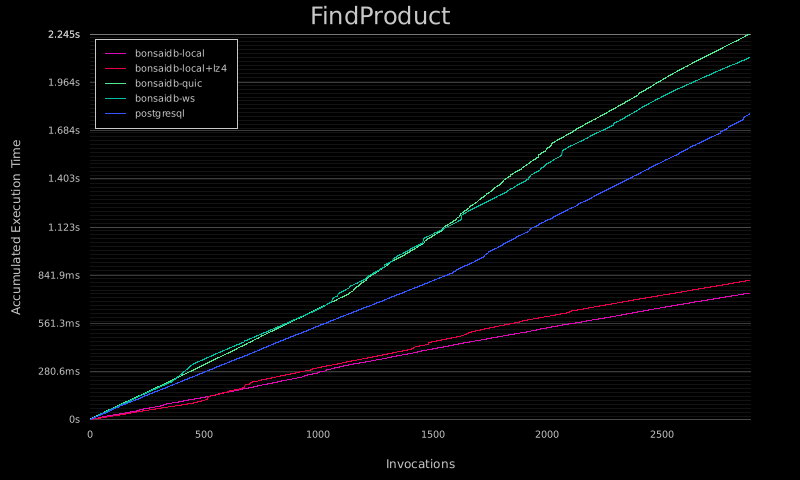 FindProduct
2.245s
1.964s
1.684s
1.403s
1.123s
841.9ms
561.3ms
280.6ms
0s
Accumulated Execution Time
bonsaidb-local
bonsaidb-local+lz4
bonsaidb-quic
bonsaidb-ws
postgresql
0 500 1000 1500 2000 2500
Invocations